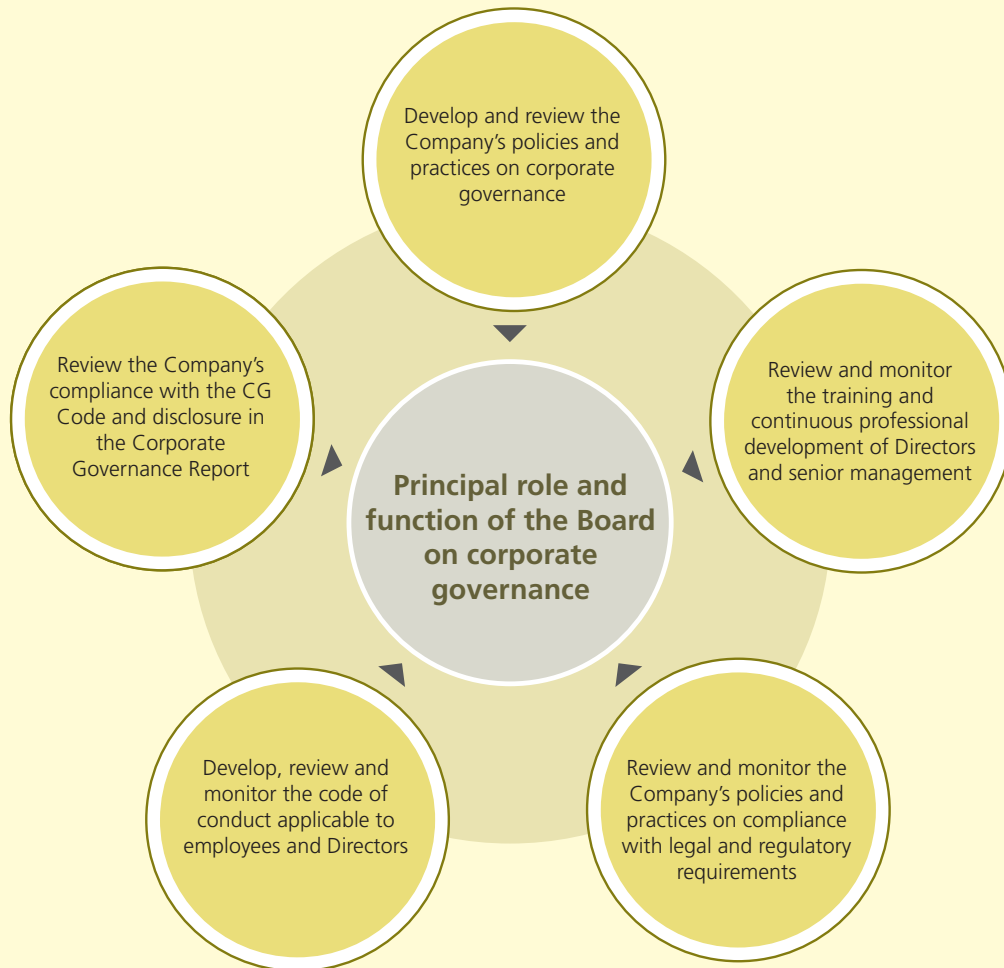 Develop and review the
Company’s policies and
practices on corporate
governance
Review the Company’s
compliance with the CG
Code and disclosure in
the Corporate
Governance Report
Review and monitor
the training and
continuous professional
development of Directors
and senior management
Principal role and
function of the Board
on corporate
governance
Develop, review and
monitor the code of
conduct applicable to
employees and Directors
Review and monitor the
Company’s policies and
practices on compliance
with legal and regulatory
requirements